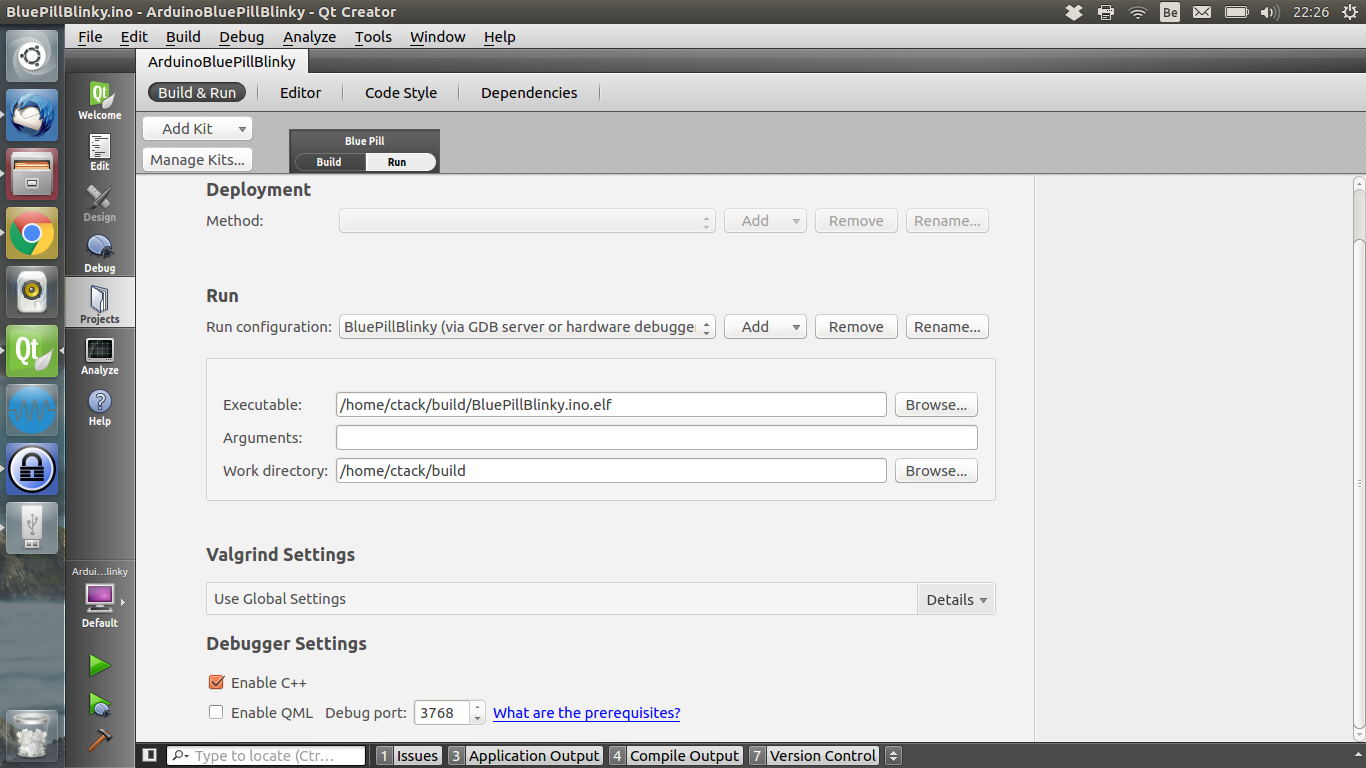 BluePillBlinky.ino - ArduinoBluePillBlinky - Qt Creator
Be
22:26
File Edit Build Debug Analyze Tools Window Help
ArduinoBluePillBlinky
Build & Run Editor Code Style Dependencies
Qt
Welcome
Edit
Design
Debug
Projects
Analyze
Help
Ardui...linky
Default
Qt
Add Kit
Manage Kits...
Blue Pill
Build Run
Deployment
Method: Add Remove Rename...
Run
Run configuration: BluePillBlinky (via GDB server or hardware debugge Add Remove Rename...
Executable: /home/ctack/build/BluePillBlinky.ino.elf Browse...
Arguments:
Work directory: /home/ctack/build Browse...
Valgrind Settings
Use Global Settings Details
Debugger Settings
Enable C++
Enable QML Debug port: 3768 What are the prerequisites?
Type to locate (Ctr... 1 Issues 3 Application Output 4 Compile Output 7 Version Control